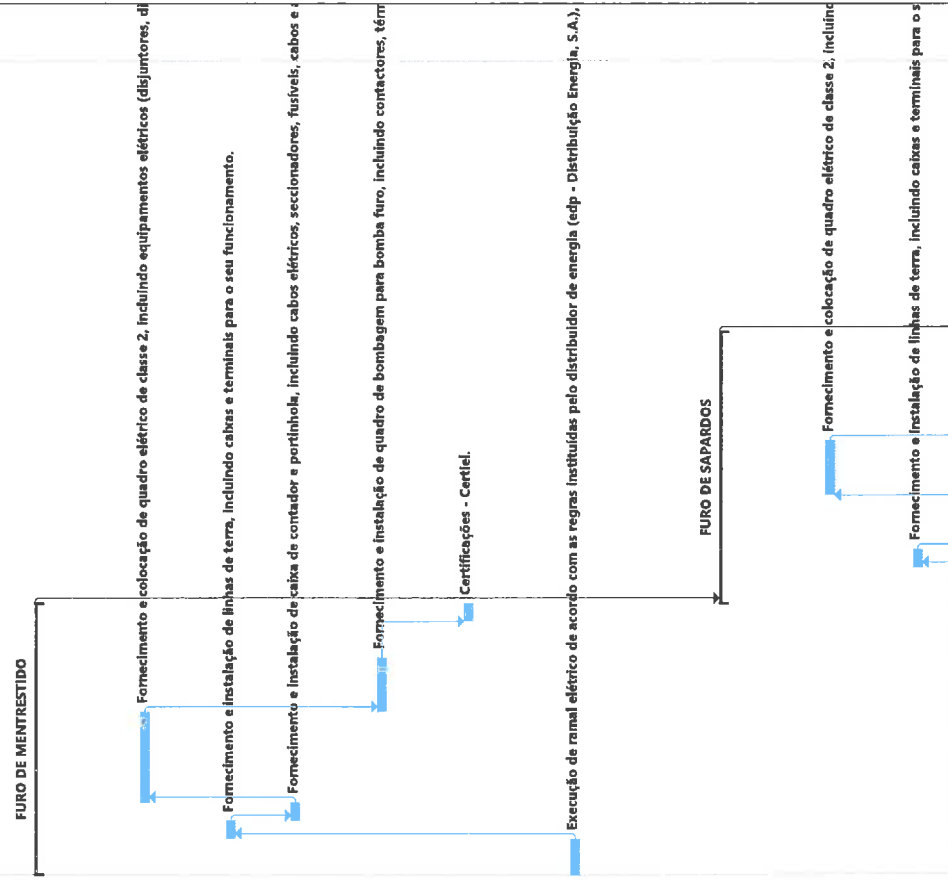 FURO DE MENTRESTIDO
Fornecimento e colocação de quadro elétrico de classe 2, incluindo equipamentos elétricos (disjuntores, di
Fornecimento e instalação de linhas de terra, incluindo caixas e terminais para o seu funcionamento.
Fornecimento e instalação de caixa de contador e portinhola, incluindo cabos elétricos, seccionadores, fusíveis, cabos e
Fornecimento e instalação de quadro de bombagem para bomba furo, incluindo contactores, térm
Certificações - Certiel.
Execução de ramal elétrico de acordo com as regras instituídas pelo distribuidor de energia (edp - Distribuição Energia, S.A.),
FURO DE SAPARDOS
Fornecimento e colocação de quadro elétrico de classe 2, incluind
Fornecimento e instalação de linhas de terra, incluindo caixas e terminais para o s